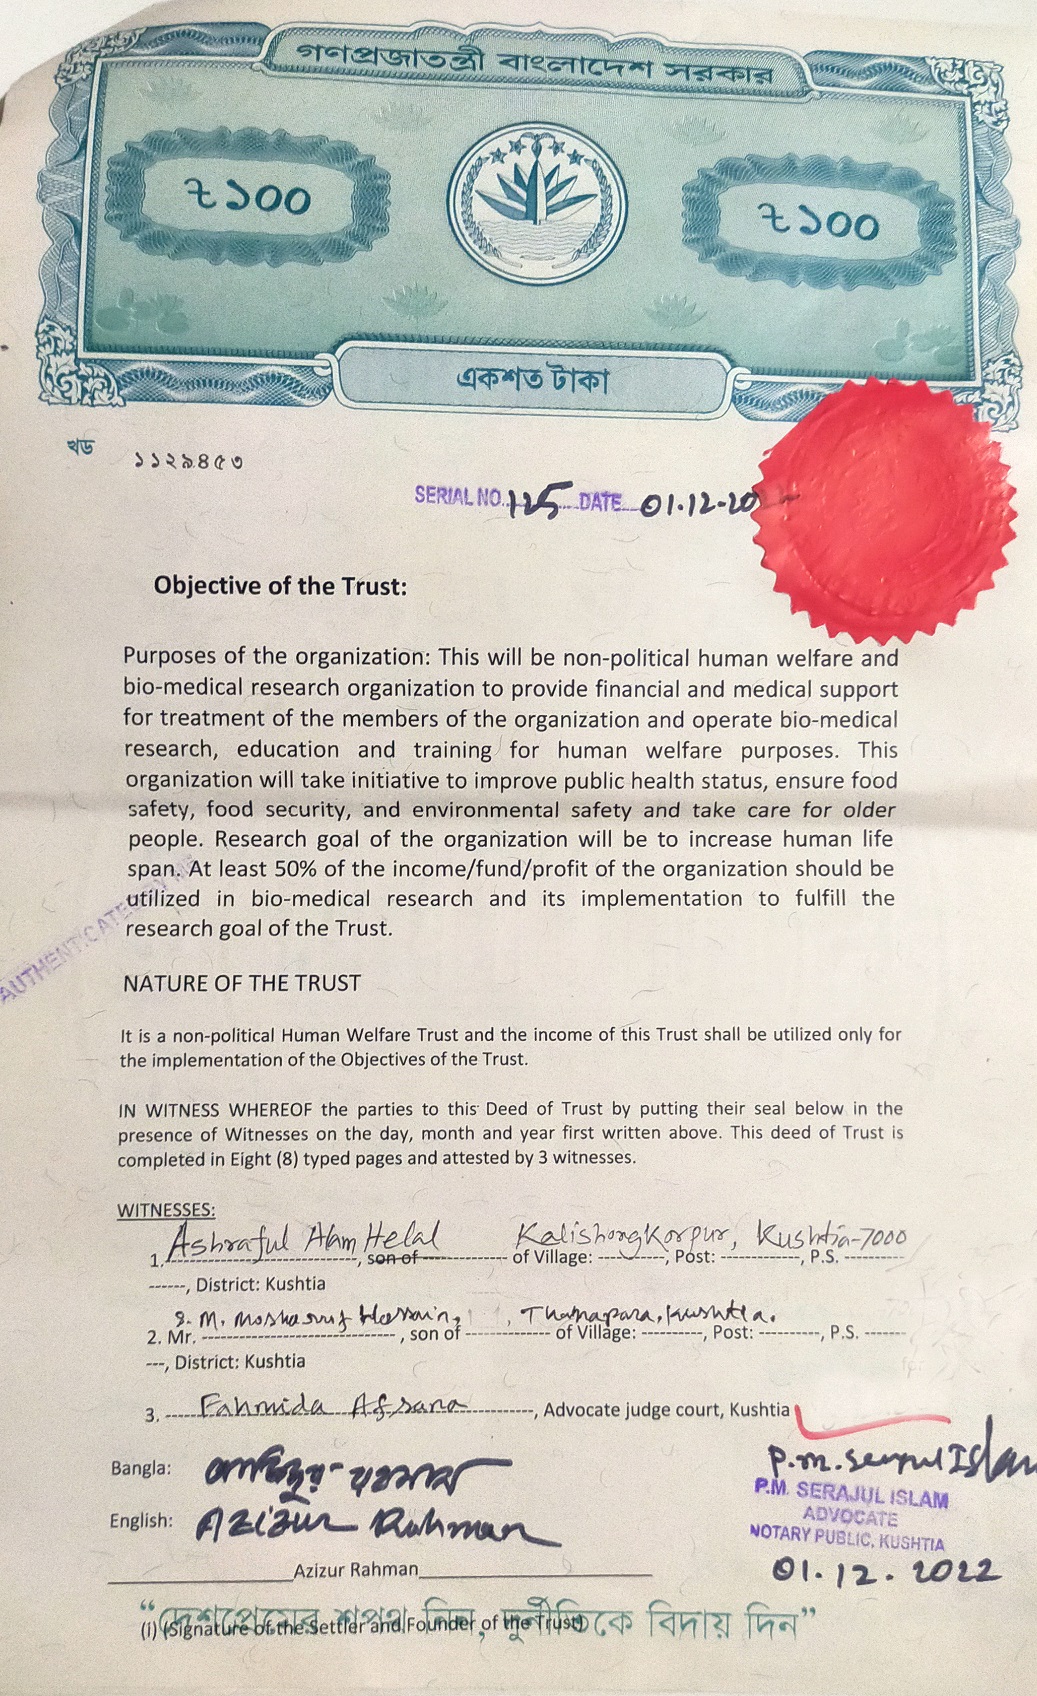 গণপ্রজাতন্ত্রী বাংলাদেশ সরকার
৳১০০
৳১০০
একশত টাকা
খড ১১২৯৪৫৩
SERIAL NO. 125 DATE 01.12-20
Objective of the Trust:
Purposes of the organization: This will be non-political human welfare and
bio-medical research organization to provide financial and medical support
for treatment of the members of the organization and operate bio-medical
research, education and training for human welfare purposes. This
organization will take initiative to improve public health status, ensure food
safety, food security, and environmental safety and take care for older
people. Research goal of the organization will be to increase human life
span. At least 50% of the income/fund/profit of the organization should be
utilized in bio-medical research and its implementation to fulfill the
research goal of the Trust.
AUTHENTICATED BY ME
NATURE OF THE TRUST
It is a non-political Human Welfare Trust and the income of this Trust shall be utilized only for
the implementation of the Objectives of the Trust.
IN WITNESS WHEREOF the parties to this Deed of Trust by putting their seal below in the
presence of Witnesses on the day, month and year first written above. This deed of Trust is
completed in Eight (8) typed pages and attested by 3 witnesses.
WITNESSES:
Ashraful Alam Helal Kalishongkorpur, Kushtia-7000
1.--------------------, son of------------ of Village: ----------, Post: ------------, P.S. ---------
------, District: Kushtia
S. M. Mosharruf Hossain, Thanapara, Kushtia.
2. Mr. ------------------------------ , son of ------------- of Village: ----------, Post: ----------, P.S. -------
---, District: Kushtia
3. -----Fahmida Afsana----------, Advocate judge court, Kushtia
Bangla: আজিজুর রহমান
English: Azizur Rahman
P.M. Serajul Islam
P.M. SERAJUL ISLAM
ADVOCATE
NOTARY PUBLIC, KUSHTIA
01.12.2022
____________________Azizur Rahman_________________________
“দেশপ্রেমের শপথ নিন, দুর্নীতিকে বিদায় দিন”
(i) (Signature of the Settler and Founder of the Trust)